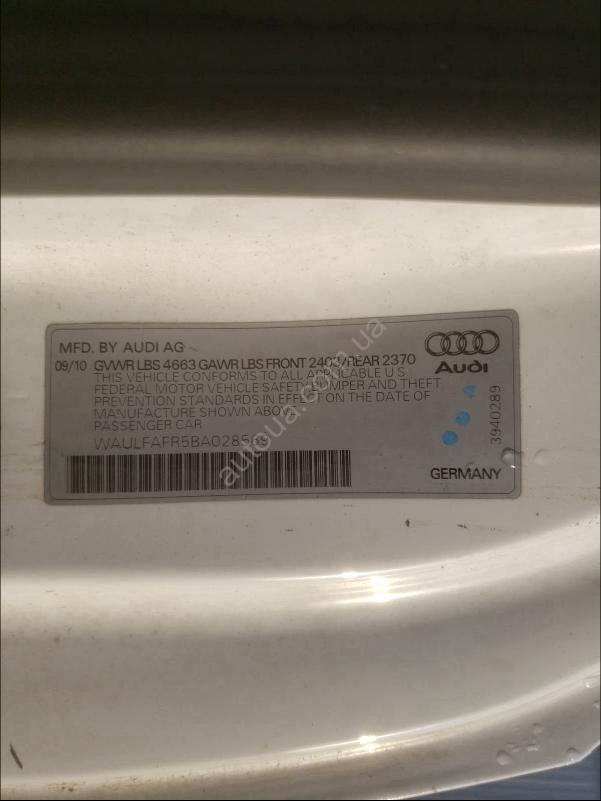 MFD. BY AUDI AG
09/10 GVWR LBS 4663 GAWR LBS FRONT 2403/REAR 2370
THIS VEHICLE CONFORMS TO ALL APPLICABLE U.S.
FEDERAL MOTOR VEHICLE SAFETY, BUMPER AND THEFT
PREVENTION STANDARDS IN EFFECT ON THE DATE OF
MANUFACTURE SHOWN ABOVE.
PASSENGER CAR
WAULFAFR5BA028569
Audi
3940289
A
GERMANY
autoua.com.ua